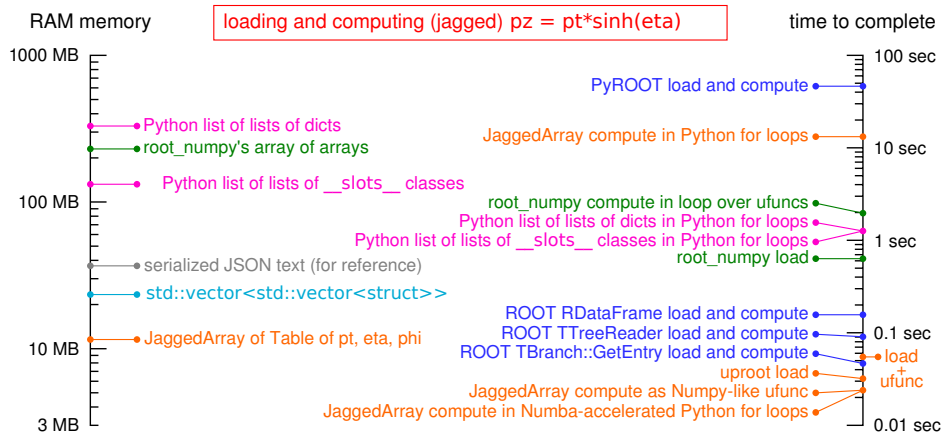 RAM memory
loading and computing (jagged) pz = pt*sinh(eta)
time to complete
1000 MB
100 MB
10 MB
3 MB
Python list of lists of dicts
root_numpy's array of arrays
Python list of lists of __slots__ classes
serialized JSON text (for reference)
std::vector<std::vector<struct>>
JaggedArray of Table of pt, eta, phi
PyROOT load and compute
JaggedArray compute in Python for loops
root_numpy compute in loop over ufuncs
Python list of lists of dicts in Python for loops
Python list of lists of __slots__ classes in Python for loops
root_numpy load
ROOT RDataFrame load and compute
ROOT TTreeReader load and compute
ROOT TBranch::GetEntry load and compute
uproot load
JaggedArray compute as Numpy-like ufunc
JaggedArray compute in Numba-accelerated Python for loops
100 sec
10 sec
1 sec
0.1 sec
load
+
ufunc
0.01 sec